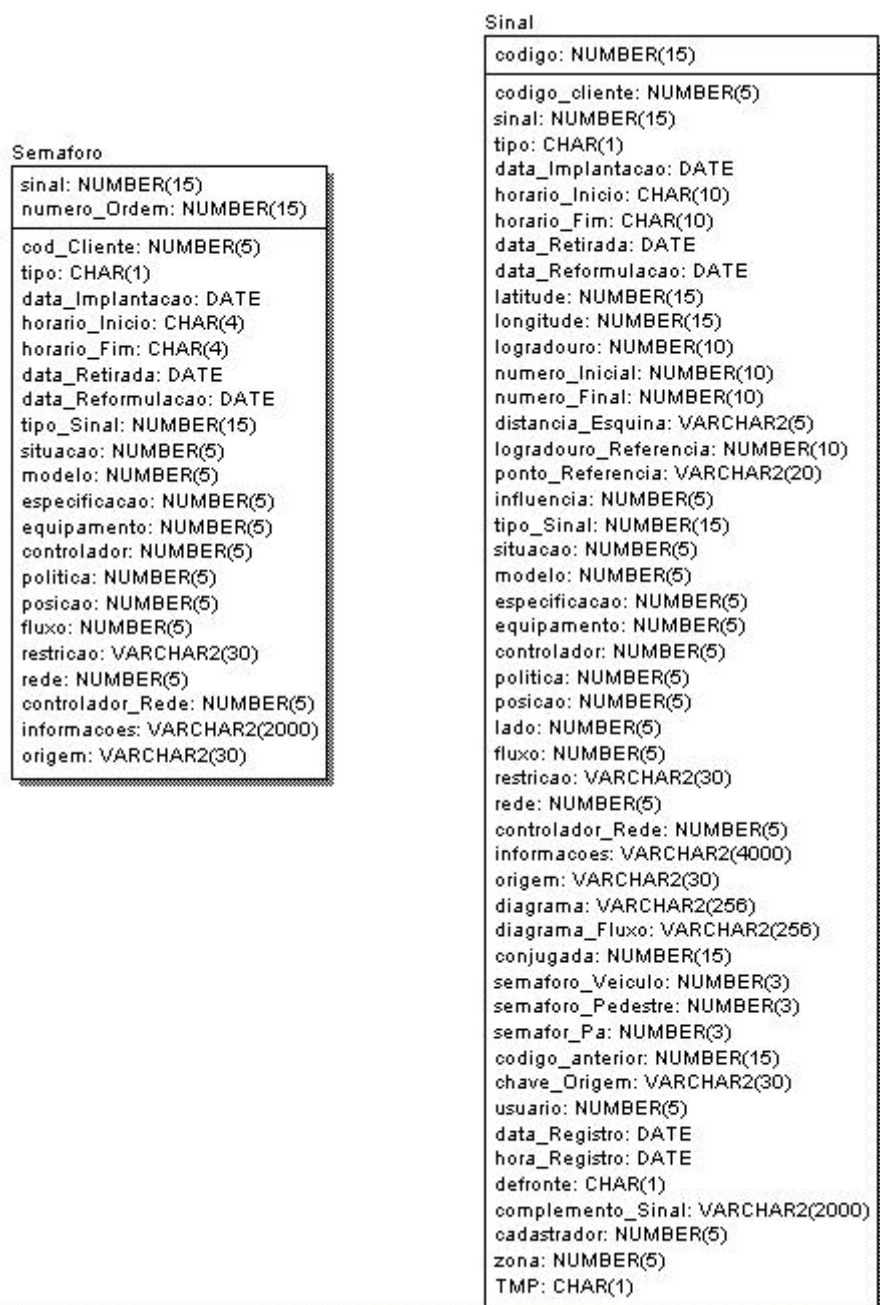 Semaforo
sinal: NUMBER(15)
numero_Ordem: NUMBER(15)
cod_Cliente: NUMBER(5)
tipo: CHAR(1)
data_Implantacao: DATE
horario_Inicio: CHAR(4)
horario_Fim: CHAR(4)
data_Retirada: DATE
data_Reformulacao: DATE
tipo_Sinal: NUMBER(15)
situacao: NUMBER(5)
modelo: NUMBER(5)
especificacao: NUMBER(5)
equipamento: NUMBER(5)
controlador: NUMBER(5)
politica: NUMBER(5)
posicao: NUMBER(5)
fluxo: NUMBER(5)
restricao: VARCHAR2(30)
rede: NUMBER(5)
controlador_Rede: NUMBER(5)
informacoes: VARCHAR2(2000)
origem: VARCHAR2(30)
Sinal
codigo: NUMBER(15)
codigo_cliente: NUMBER(5)
sinal: NUMBER(15)
tipo: CHAR(1)
data_Implantacao: DATE
horario_Inicio: CHAR(10)
horario_Fim: CHAR(10)
data_Retirada: DATE
data_Reformulacao: DATE
latitude: NUMBER(15)
longitude: NUMBER(15)
logradouro: NUMBER(10)
numero_Inicial: NUMBER(10)
numero_Final: NUMBER(10)
distancia_Esquina: VARCHAR2(5)
logradouro_Referencia: NUMBER(10)
ponto_Referencia: VARCHAR2(20)
influencia: NUMBER(5)
tipo_Sinal: NUMBER(15)
situacao: NUMBER(5)
modelo: NUMBER(5)
especificacao: NUMBER(5)
equipamento: NUMBER(5)
controlador: NUMBER(5)
politica: NUMBER(5)
posicao: NUMBER(5)
lado: NUMBER(5)
fluxo: NUMBER(5)
restricao: VARCHAR2(30)
rede: NUMBER(5)
controlador_Rede: NUMBER(5)
informacoes: VARCHAR2(4000)
origem: VARCHAR2(30)
diagrama: VARCHAR2(256)
diagrama_Fluxo: VARCHAR2(256)
conjugada: NUMBER(15)
semaforo_Veiculo: NUMBER(3)
semaforo_Pedestre: NUMBER(3)
semafor_Pa: NUMBER(3)
codigo_anterior: NUMBER(15)
chave_Origem: VARCHAR2(30)
usuario: NUMBER(5)
data_Registro: DATE
hora_Registro: DATE
defronte: CHAR(1)
complemento_Sinal: VARCHAR2(2000)
cadastrador: NUMBER(5)
zona: NUMBER(5)
TMP: CHAR(1)